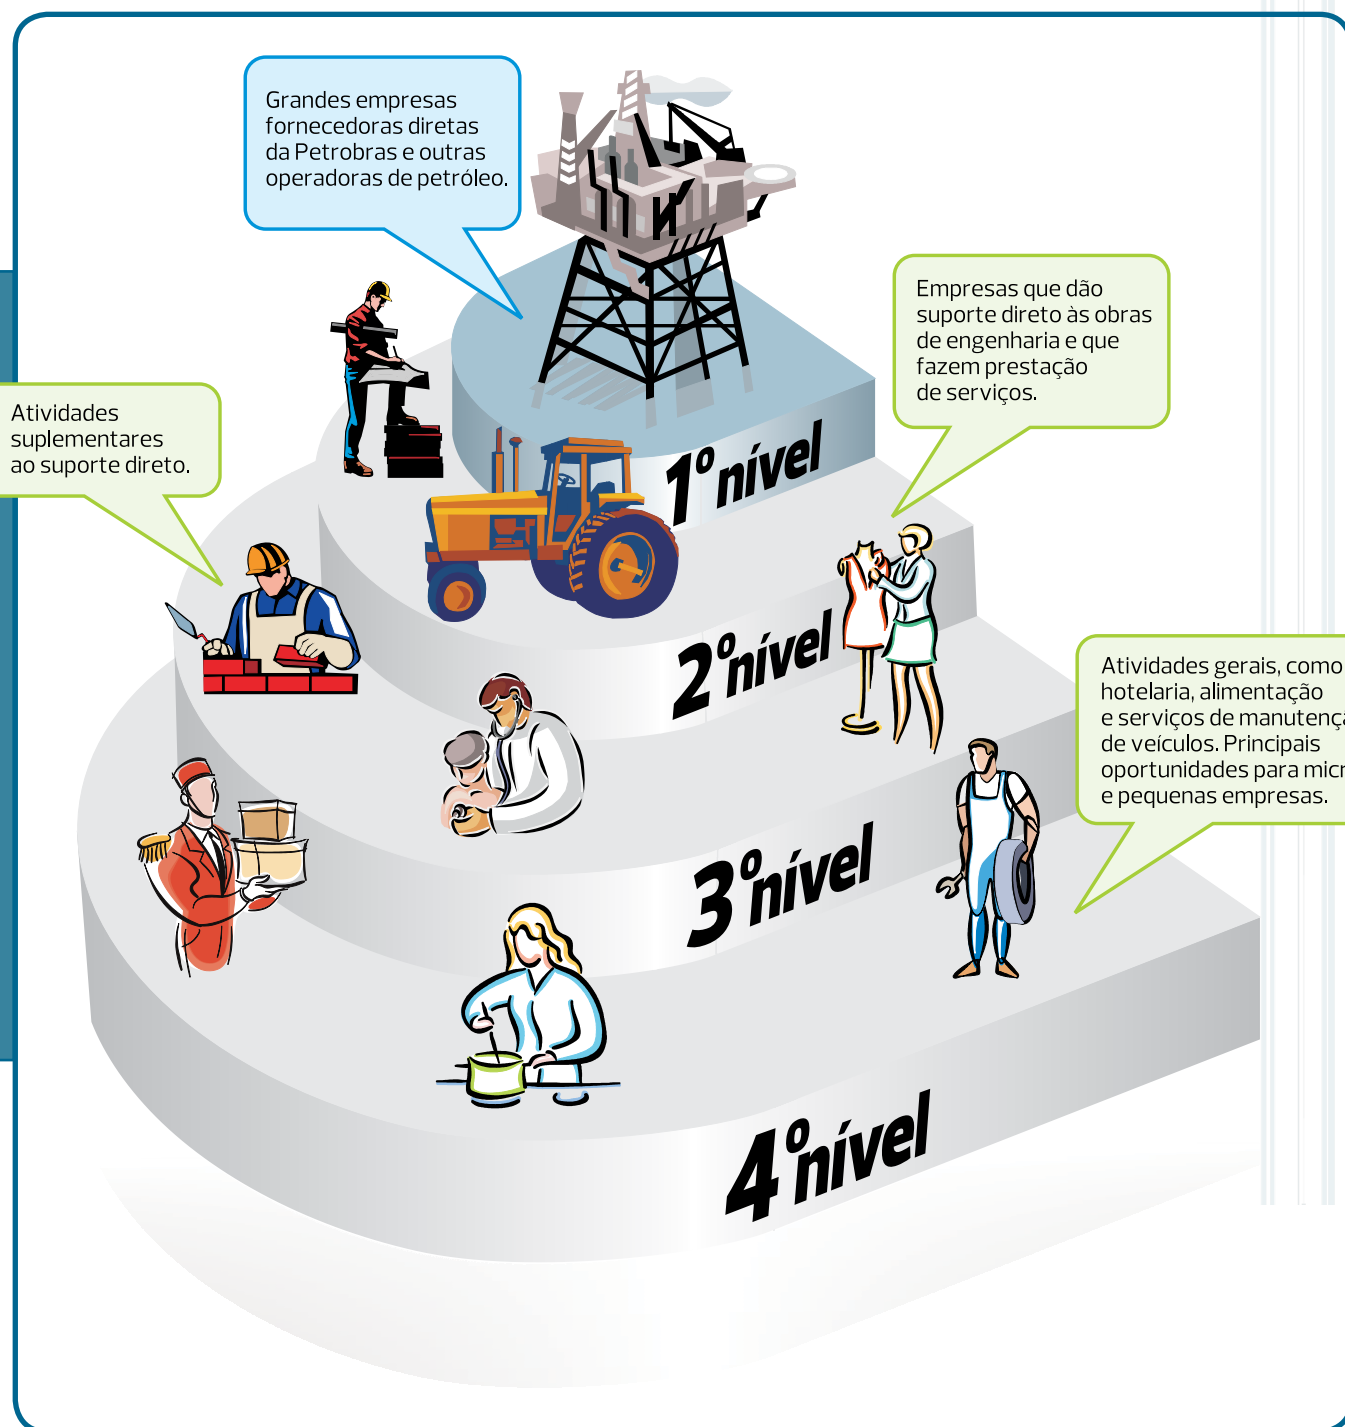 Grandes empresas
fornecedoras diretas
da Petrobras e outras
operadoras de petróleo.
Empresas que dão
suporte direto às obras
de engenharia e que
fazem prestação
de serviços.
Atividades
suplementares
ao suporte direto.
1º nível
2º nível
Atividades gerais, como
hotelaria, alimentação
e serviços de
de veículos. Principais
oportunidades para
e pequenas empresas.
3º nível
4º nível